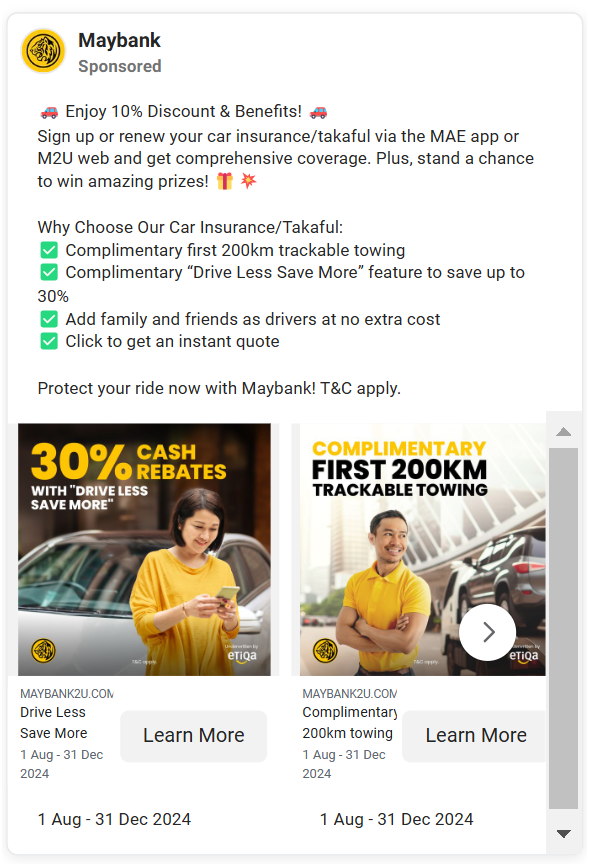 Maybank
Sponsored
🚗 Enjoy 10% Discount & Benefits! 🚗
Sign up or renew your car insurance/takaful via the MAE app or
M2U web and get comprehensive coverage. Plus, stand a chance
to win amazing prizes! 🎁 💥
Why Choose Our Car Insurance/Takaful:
✅ Complimentary first 200km trackable towing
✅ Complimentary “Drive Less Save More” feature to save up to
30%
✅ Add family and friends as drivers at no extra cost
✅ Click to get an instant quote
Protect your ride now with Maybank! T&C apply.
30% CASH
REBATES
WITH "DRIVE LESS
SAVE MORE"
T&C apply.
Underwritten by
eTiQa
MAYBANK2U.COM
Drive Less
Save More
1 Aug - 31 Dec
2024
Learn More
1 Aug - 31 Dec 2024
COMPLIMENTARY
FIRST 200KM
TRACKABLE TOWING
T&C apply.
Underwritten by
eTiQa
MAYBANK2U.COM
Complimentary
200km towing
1 Aug - 31 Dec
2024
Learn More
1 Aug - 31 Dec 2024